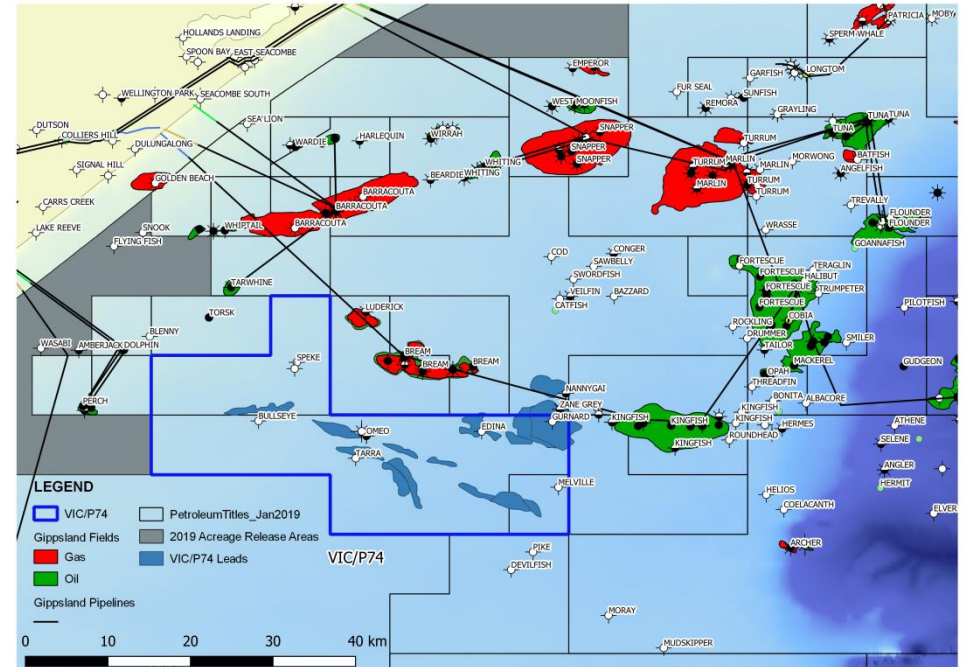 HOLLANDS LANDING
PATRICIA
MOBY
SPERM WHALE
SPOON BAY
EAST SEACOMBE
EMPEROR
LONGTOM
GARFISH
WELLINGTON PARK
SEACOMBE SOUTH
FUR SEAL
SUNFISH
WEST MOONFISH
REMORA
GRAYLING
SEA'LION
TUNA
TUNA
DUTSON
COLLIERS HILL
WARDIE
HARLEQUIN
WIRRAH
SNAPPER
TURRUM
TUNA
DULUNGALONG
SNAPPER
SIGNAL HILL
WHITING
SNAPPER
TURRUM
MARLIN
MARLIN
MORWONG
BATFISH
ANGELFISH
GOLDEN BEACH
BEARDIE
WHITING
MARLIN
TURRUM
TURRUM
BARRACOUTA
CARRS CREEK
BARRACOUTA
TREVALLY
LAKE REEVE
SNOOK
WHIPTAIL
BARRACOUTA
WRASSE
FLOUNDER
FLOUNDER
FLYING FISH
GOANNAFISH
COD
CONGER
SAWBELLY
FORTESCUE
TERAGLIN
SWORDFISH
FORTESCUE
HALIBUT
TARWHINE
VEILFIN
BAZZARD
FORTESCUE
TRUMPETER
CATFISH
FORTESCUE
PILOTFISH
LUDERICK
TORSK
COBIA
ROCKLING
BLENNY
DRUMMER
SMILER
WASABI
AMBERJACK
DOLPHIN
TAILOR
SPEKE
BREAM
BREAM
BREAM
MACKEREL
GUDGEON
OPAH
THREADFIN
NANNYGAI
BONITA
ALBACORE
PERCH
ZANE GREY
BULLSEYE
GURNARD
KINGFISH
KINGFISH
KINGFISH
KINGFISH
HERMES
ATHENE
OMEO
EDINA
KINGFISH
ROUNDHEAD
SELENE
TARRA
ANGLER
MELVILLE
HELIOS
HERMIT
COELACANTH
ELVER
ARCHER
PIKE
DEVILFISH
MORAY
MUDSKIPPER
VIC/P74
LEGEND
VIC/P74
PetroleumTitles_Jan2019
Gippsland Fields
2019 Acreage Release Areas
Gas
VIC/P74 Leads
Oil
Gippsland Pipelines
0 10 20 30 40 km